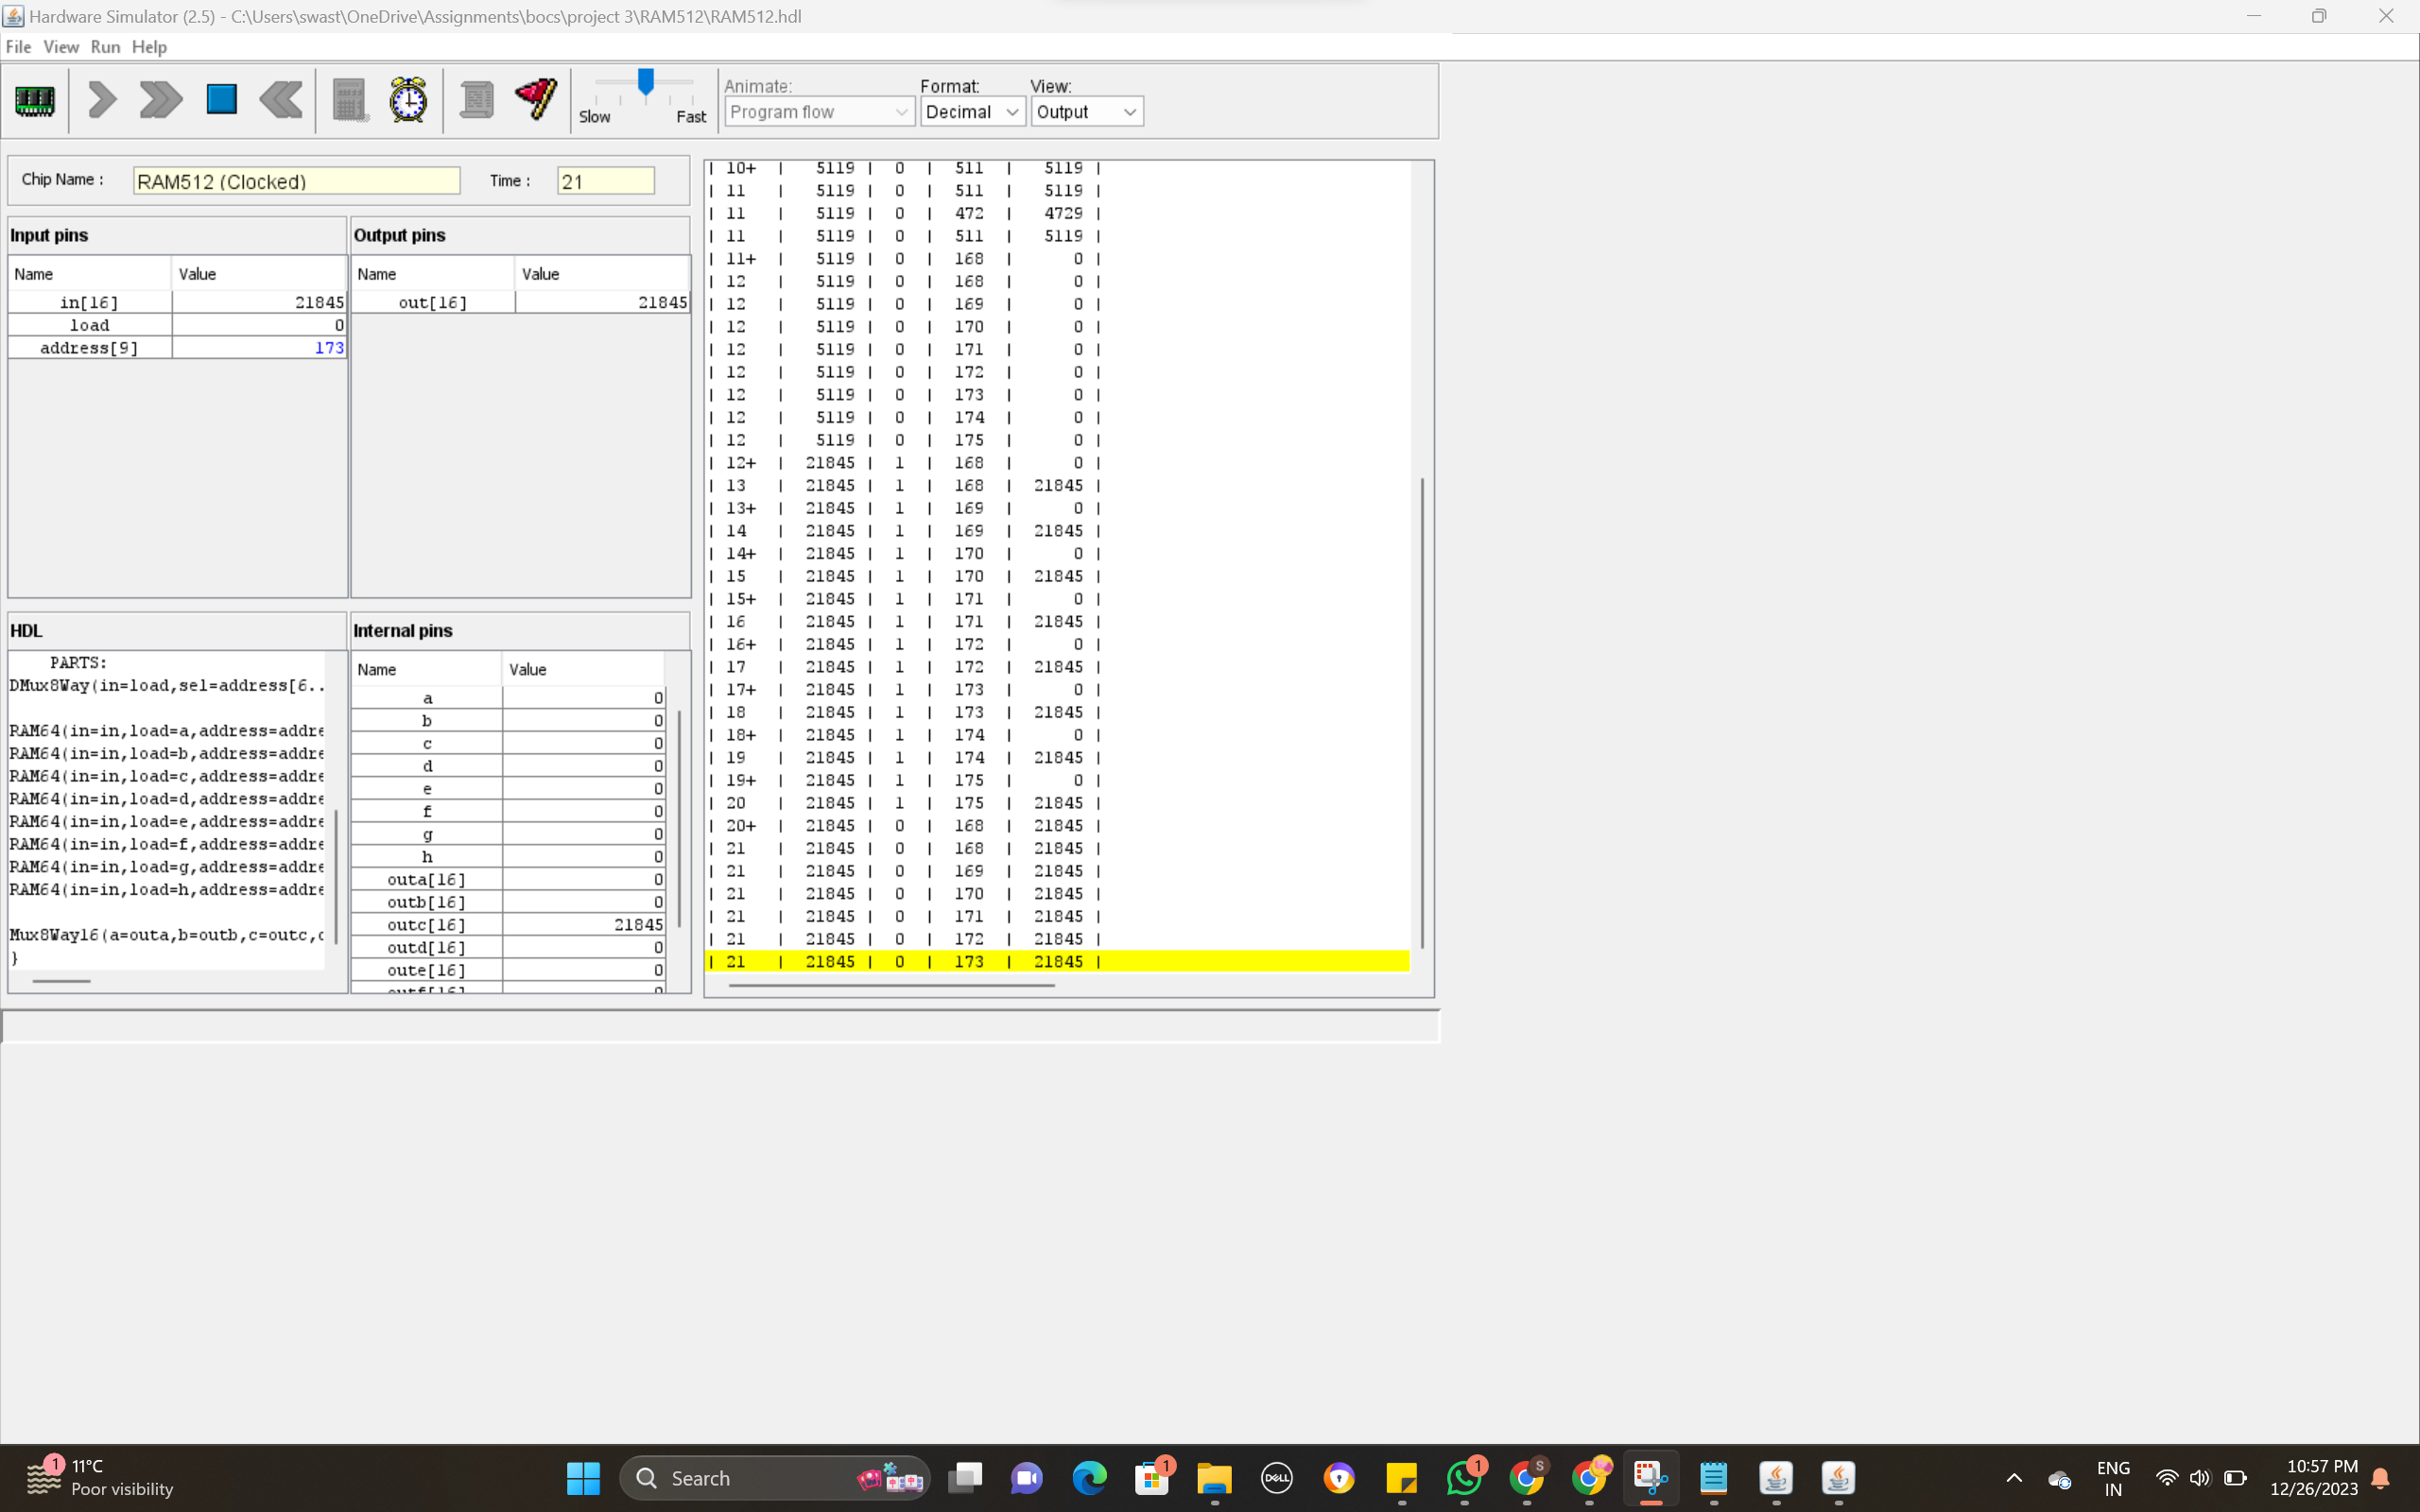 Hardware Simulator (2.5) - C:\Users\swast\OneDrive\Assignments\bocs\project 3\RAM512\RAM512.hdl
File View Run Help
Animate: Format: View:
Program flow Decimal Output
Slow Fast
Chip Name : RAM512 (Clocked) Time : 21
Input pins
Name Value
in[16] 21845
load 0
address[9] 173
Output pins
Name Value
out[16] 21845
HDL
PARTS:
DMux8Way(in=load,sel=address[6..
RAM64(in=in,load=a,address=addre
RAM64(in=in,load=b,address=addre
RAM64(in=in,load=c,address=addre
RAM64(in=in,load=d,address=addre
RAM64(in=in,load=e,address=addre
RAM64(in=in,load=f,address=addre
RAM64(in=in,load=g,address=addre
RAM64(in=in,load=h,address=addre
Mux8Way16(a=outa,b=outb,c=outc,
}
Internal pins
Name Value
a 0
b 0
c 0
d 0
e 0
f 0
g 0
h 0
outa[16] 0
outb[16] 0
outc[16] 21845
outd[16] 0
oute[16] 0
outf[16] 0
| 10+ | 5119 | 0 | 511 | 5119 |
| 11 | 5119 | 0 | 511 | 5119 |
| 11 | 5119 | 0 | 472 | 4729 |
| 11 | 5119 | 0 | 511 | 5119 |
| 11+ | 5119 | 0 | 168 | 0 |
| 12 | 5119 | 0 | 168 | 0 |
| 12 | 5119 | 0 | 169 | 0 |
| 12 | 5119 | 0 | 170 | 0 |
| 12 | 5119 | 0 | 171 | 0 |
| 12 | 5119 | 0 | 172 | 0 |
| 12 | 5119 | 0 | 173 | 0 |
| 12 | 5119 | 0 | 174 | 0 |
| 12 | 5119 | 0 | 175 | 0 |
| 12+ | 21845 | 1 | 168 | 0 |
| 13 | 21845 | 1 | 168 | 21845 |
| 13+ | 21845 | 1 | 169 | 0 |
| 14 | 21845 | 1 | 169 | 21845 |
| 14+ | 21845 | 1 | 170 | 0 |
| 15 | 21845 | 1 | 170 | 21845 |
| 15+ | 21845 | 1 | 171 | 0 |
| 16 | 21845 | 1 | 171 | 21845 |
| 16+ | 21845 | 1 | 172 | 0 |
| 17 | 21845 | 1 | 172 | 21845 |
| 17+ | 21845 | 1 | 173 | 0 |
| 18 | 21845 | 1 | 173 | 21845 |
| 18+ | 21845 | 1 | 174 | 0 |
| 19 | 21845 | 1 | 174 | 21845 |
| 19+ | 21845 | 1 | 175 | 0 |
| 20 | 21845 | 1 | 175 | 21845 |
| 20+ | 21845 | 0 | 168 | 21845 |
| 21 | 21845 | 0 | 168 | 21845 |
| 21 | 21845 | 0 | 169 | 21845 |
| 21 | 21845 | 0 | 170 | 21845 |
| 21 | 21845 | 0 | 171 | 21845 |
| 21 | 21845 | 0 | 172 | 21845 |
| 21 | 21845 | 0 | 173 | 21845 |
1
11°C
Poor visibility
Search
1
DELL
1
S
ENG
IN
10:57 PM
12/26/2023